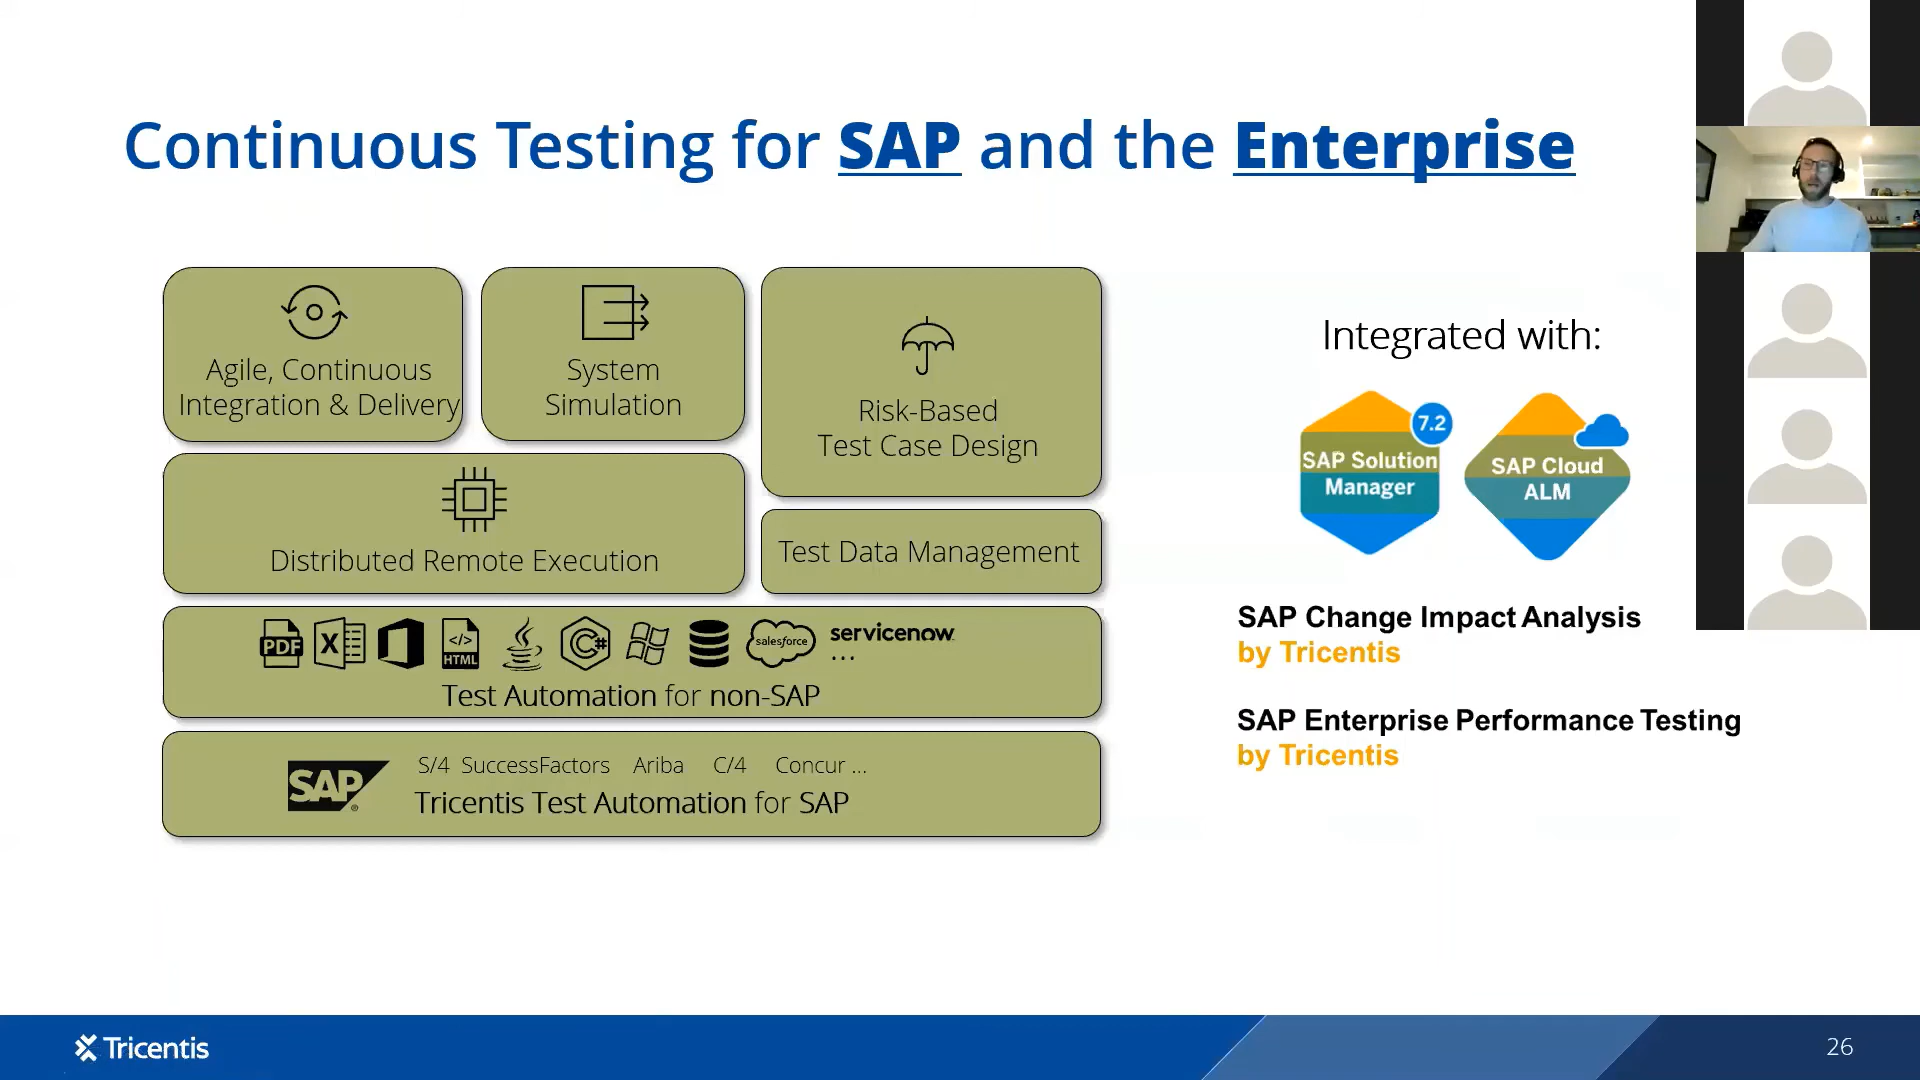 Continuous Testing for SAP and the Enterprise
Agile, Continuous
Integration & Delivery
System
Simulation
Risk-Based
Test Case Design
Distributed Remote Execution
Test Data Management
PDF
X
</>
HTML
C#
salesforce
servicenow
...
Test Automation for non-SAP
SAP
®
S/4 SuccessFactors Ariba C/4 Concur ...
Tricentis Test Automation for SAP
Integrated with:
7.2
SAP Solution
Manager
SAP Cloud
ALM
SAP Change Impact Analysis
by Tricentis
SAP Enterprise Performance Testing
by Tricentis
Tricentis
26